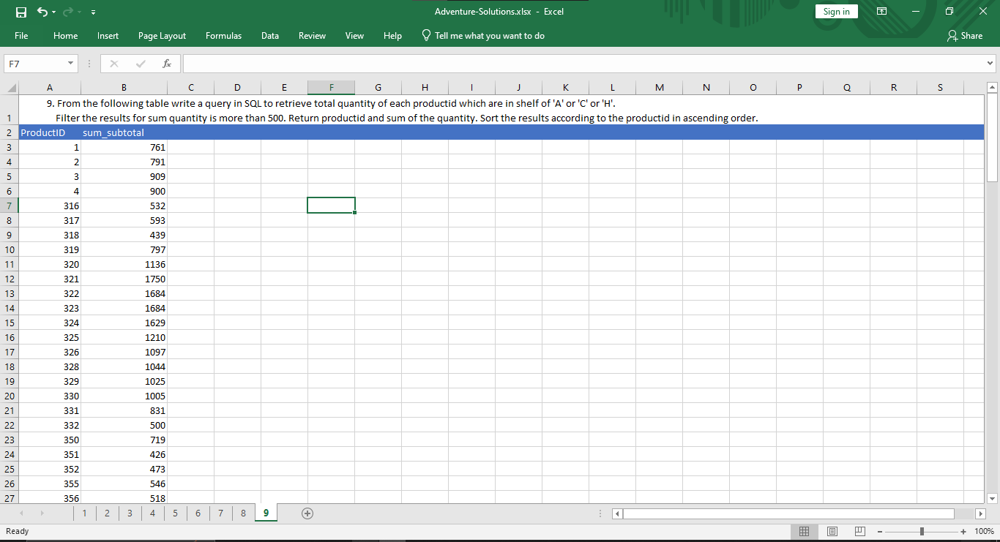 Adventure-Solutions.xlsx - Excel
Sign in
File Home Insert Page Layout Formulas Data Review View Help Tell me what you want to do Share
F7 fx
A B C D E F G H I J K L M N O P Q R S
9. From the following table write a query in SQL to retrieve total quantity of each productid which are in shelf of 'A' or 'C' or 'H'.
1 Filter the results for sum quantity is more than 500. Return productid and sum of the quantity. Sort the results according to the productid in ascending order.
2 ProductID sum_subtotal
3 1 761
4 2 791
5 3 909
6 4 900
7 316 532
8 317 593
9 318 439
10 319 797
11 320 1136
12 321 1750
13 322 1684
14 323 1684
15 324 1629
16 325 1210
17 326 1097
18 328 1044
19 329 1025
20 330 1005
21 331 831
22 332 500
23 350 719
24 351 426
25 352 473
26 355 546
27 356 518
1 2 3 4 5 6 7 8 9
Ready 100%